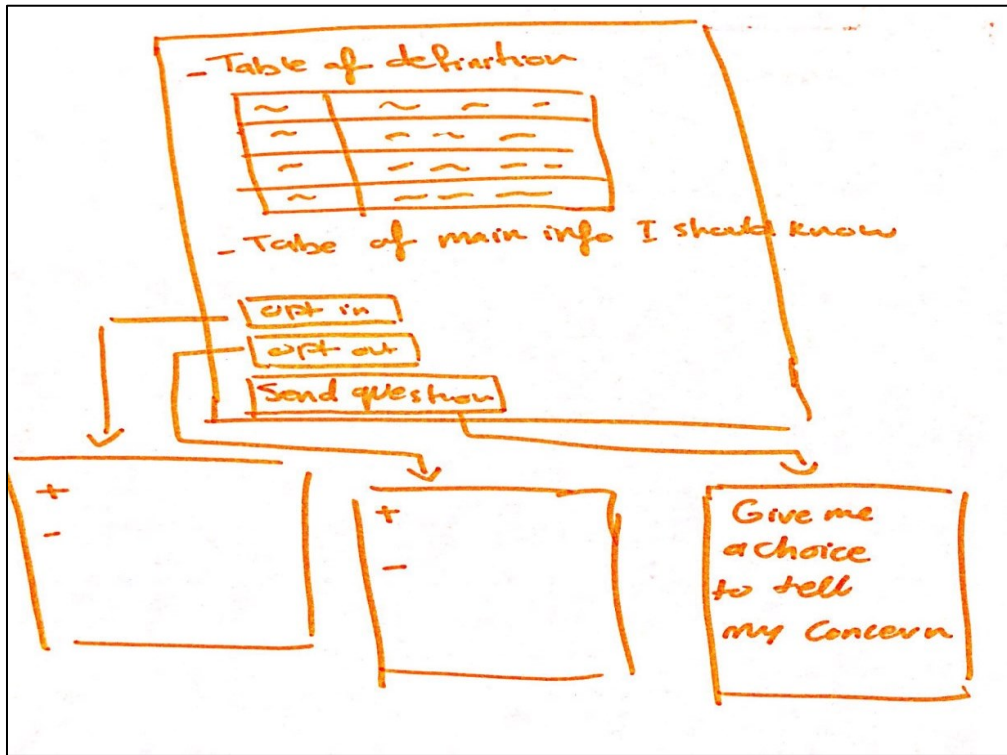 - Table of definition
- Tabe of main info I should know
opt in
opt out
Send question
+
-
+
-
Give me
a choice
to tell
my concern